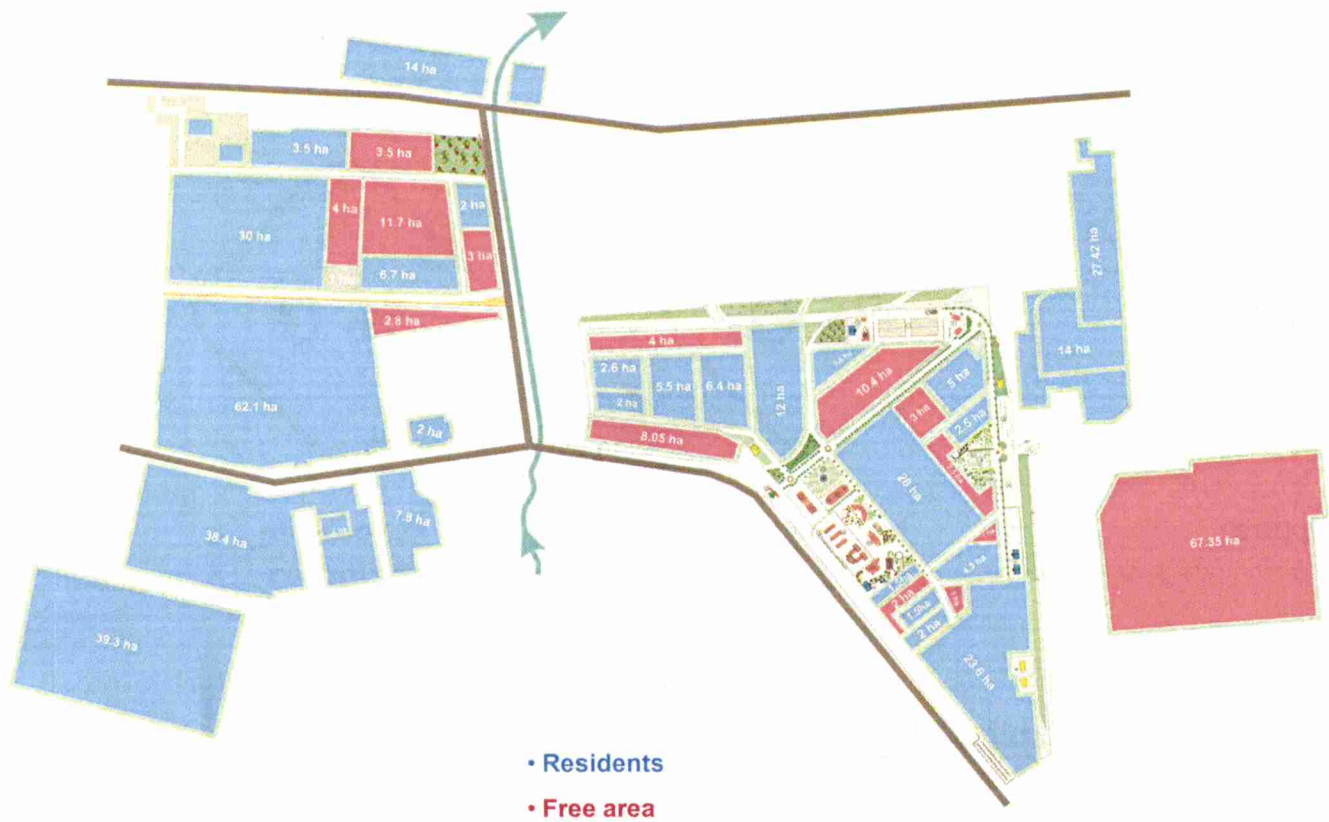 14 ha
3.5 ha
3.5 ha
30 ha
4 ha
11.7 ha
2 ha
3 ha
6.7 ha
2.8 ha
62.1 ha
2 ha
38.4 ha
7.8 ha
39.3 ha
4 ha
2.6 ha
2 ha
5.5 ha
6.4 ha
12 ha
8.05 ha
10.4 ha
5 ha
3 ha
2.5 ha
20 ha
4.3 ha
2 ha
1.5ha
2 ha
23.6 ha
27.42 ha
14 ha
67.35 ha
• Residents
• Free area